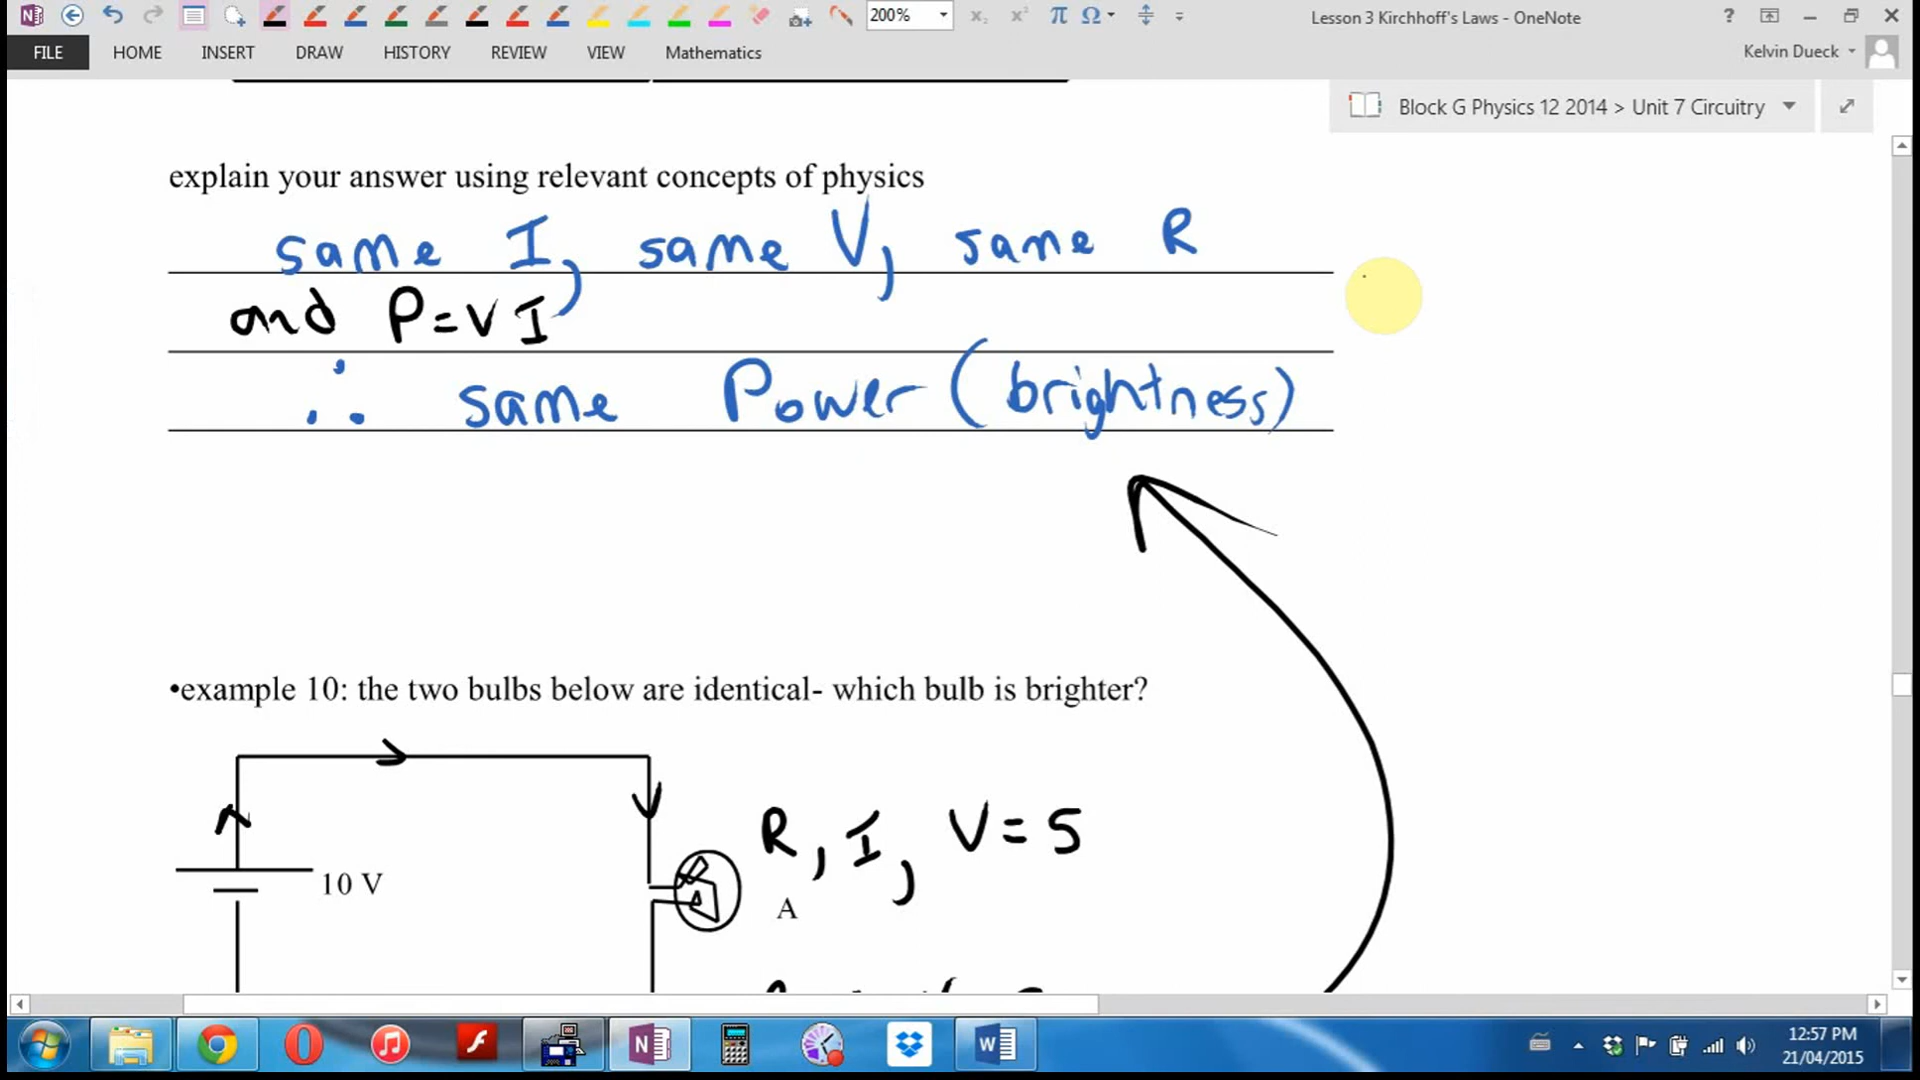 200%
x₂ x² π Ω
Lesson 3 Kirchhoff's Laws - OneNote
?
FILE HOME INSERT DRAW HISTORY REVIEW VIEW Mathematics
Kelvin Dueck
Block G Physics 12 2014 > Unit 7 Circuitry
explain your answer using relevant concepts of physics
same I, same V, same R
and P=VI
∴ same Power (brightness)
•example 10: the two bulbs below are identical- which bulb is brighter?
R, I, V=5
10 V
A
12:57 PM
21/04/2015